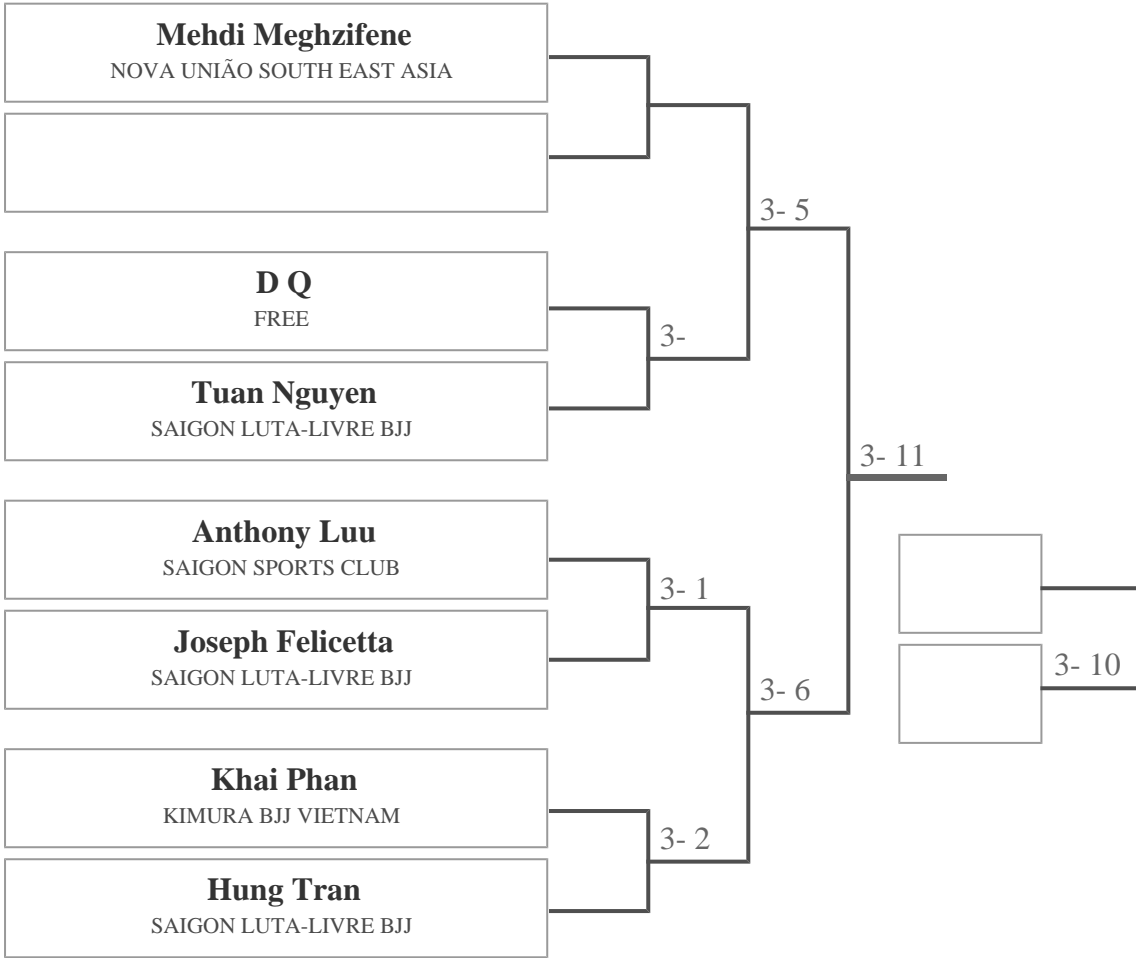 Mehdi Meghzifene
NOVA UNIÃO SOUTH EAST ASIA
3- 5
D Q
FREE
3-
Tuan Nguyen
SAIGON LUTA-LIVRE BJJ
3- 11
Anthony Luu
SAIGON SPORTS CLUB
3- 1
Joseph Felicetta
SAIGON LUTA-LIVRE BJJ
3- 10
3- 6
Khai Phan
KIMURA BJJ VIETNAM
3- 2
Hung Tran
SAIGON LUTA-LIVRE BJJ